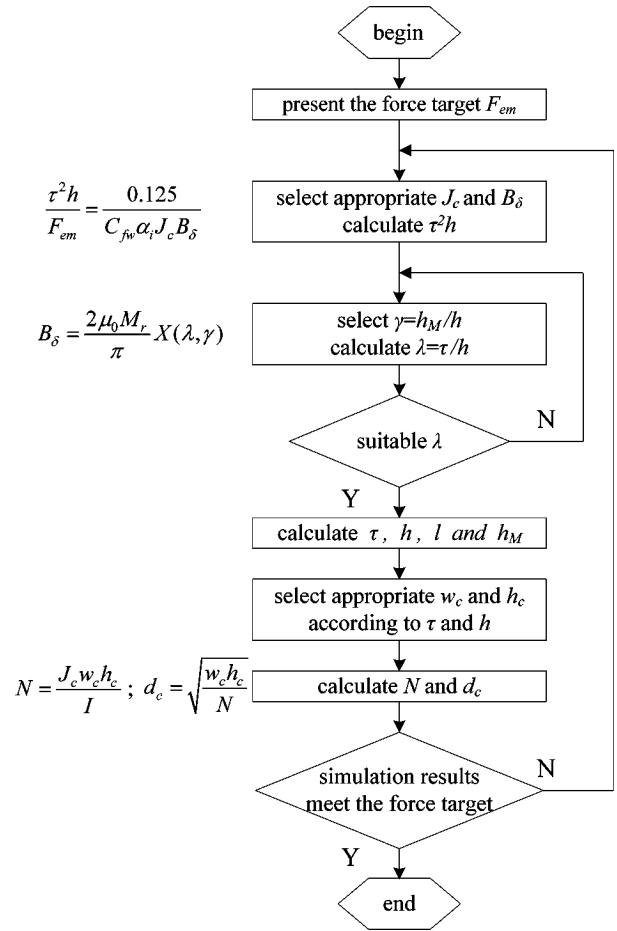 begin
present the force target F_em
τ²h / F_em = 0.125 / (C_fw α_i J_c B_δ)
select appropriate J_c and B_δ
calculate τ²h
B_δ = (2μ₀M_r / π) X(λ,γ)
select γ=h_M/h
calculate λ=τ/h
suitable λ
N
Y
calculate τ , h , l and h_M
select appropriate w_c and h_c
according to τ and h
N = J_c w_c h_c / I ; d_c = √(w_c h_c / N)
calculate N and d_c
simulation results
meet the force target
N
Y
end